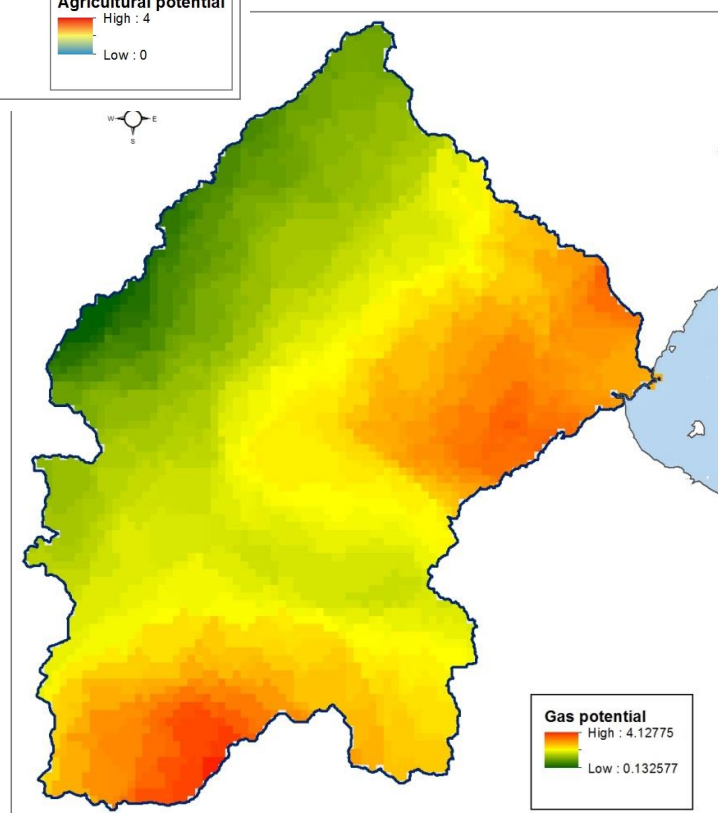 Agricultural potential
High : 4
Low : 0
W
E
S
Gas potential
High : 4.12775
Low : 0.132577